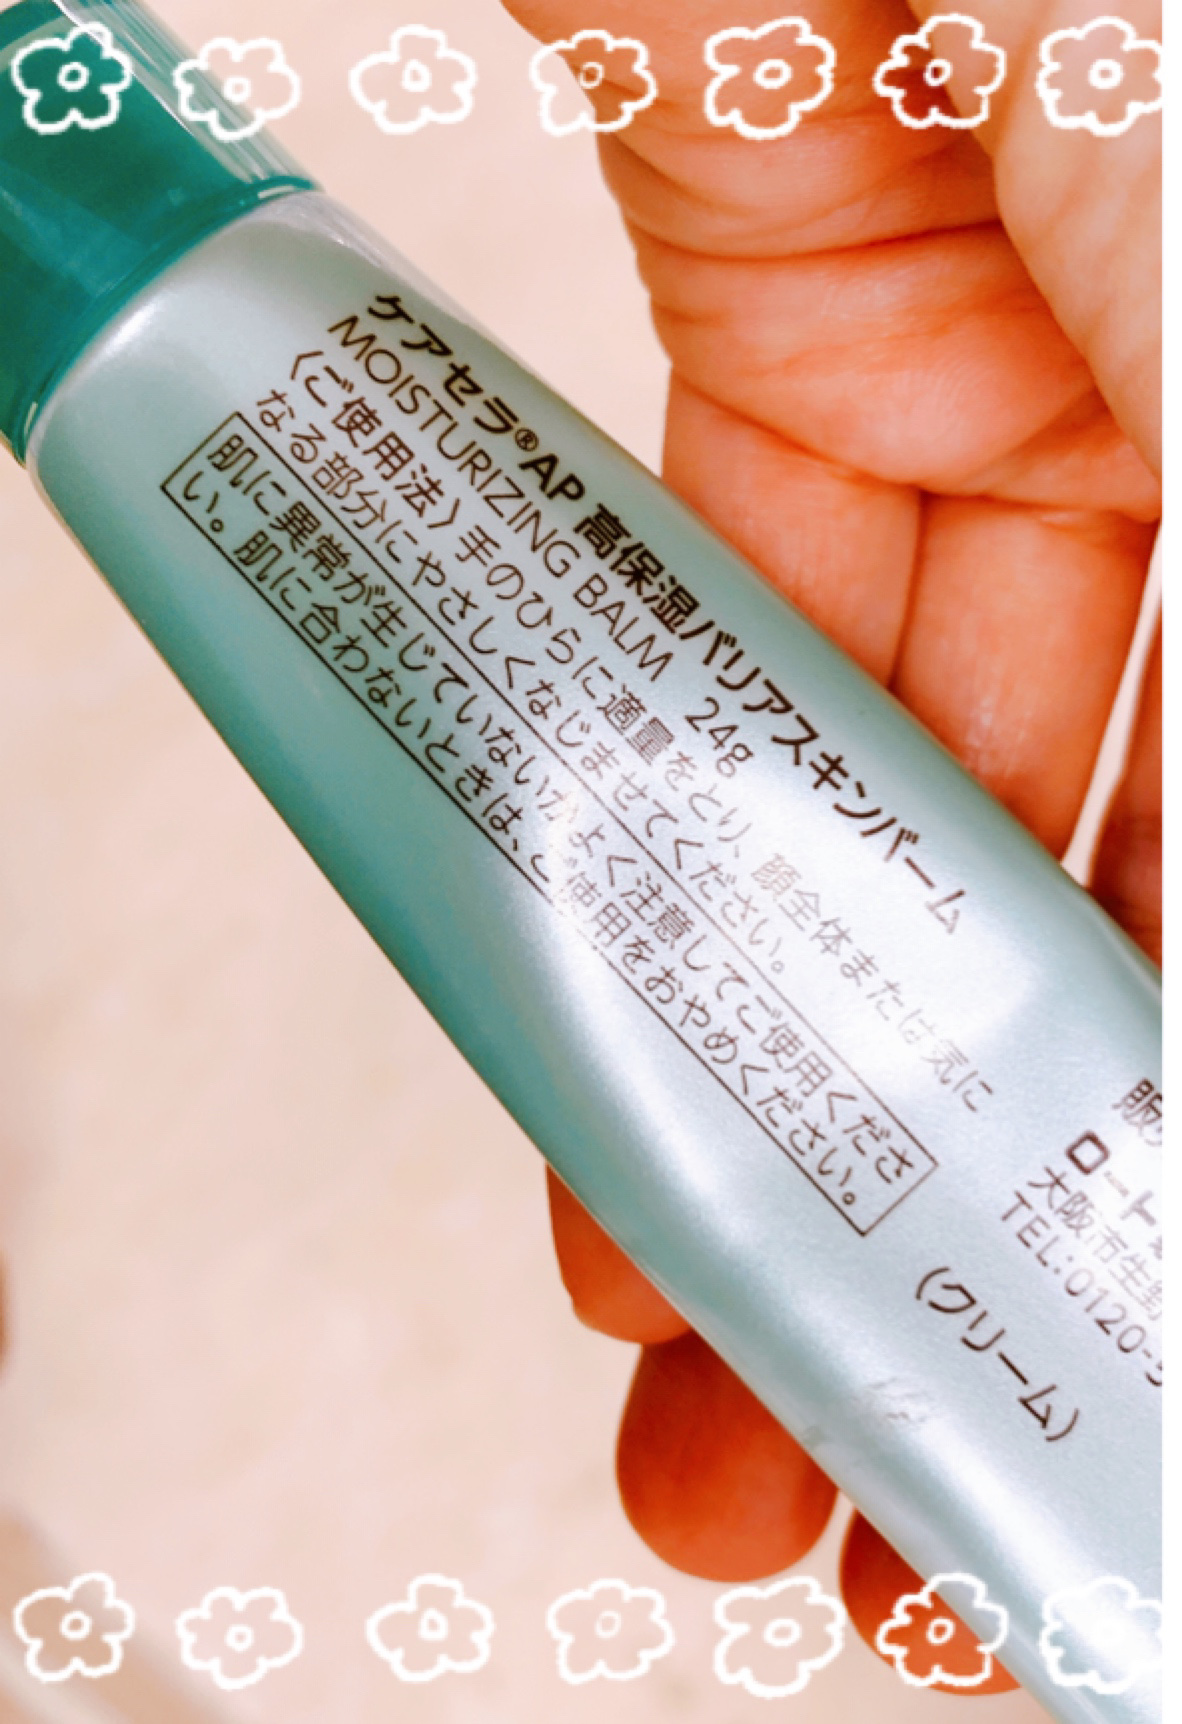 ケアセラ®AP 高保湿バリアスキンバーム
MOISTURIZING BALM 24g
〈ご使用法〉手のひらに適量をとり、顔全体または気に
なる部分にやさしくなじませてください。
肌に異常が生じていないかよく注意してご使用くださ
い。肌に合わないときは、ご使用をおやめください。
販
ロート
大阪市生野
TEL:0120-5
(クリーム)